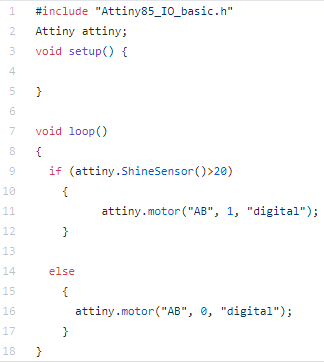 1 #include "Attiny85_IO_basic.h"
2 Attiny attiny;
3 void setup() {
4
5 }
6
7 void loop()
8 {
9 if (attiny.ShineSensor()>20)
10 {
11 attiny.motor("AB", 1, "digital");
12 }
13
14 else
15 {
16 attiny.motor("AB", 0, "digital");
17 }
18 }